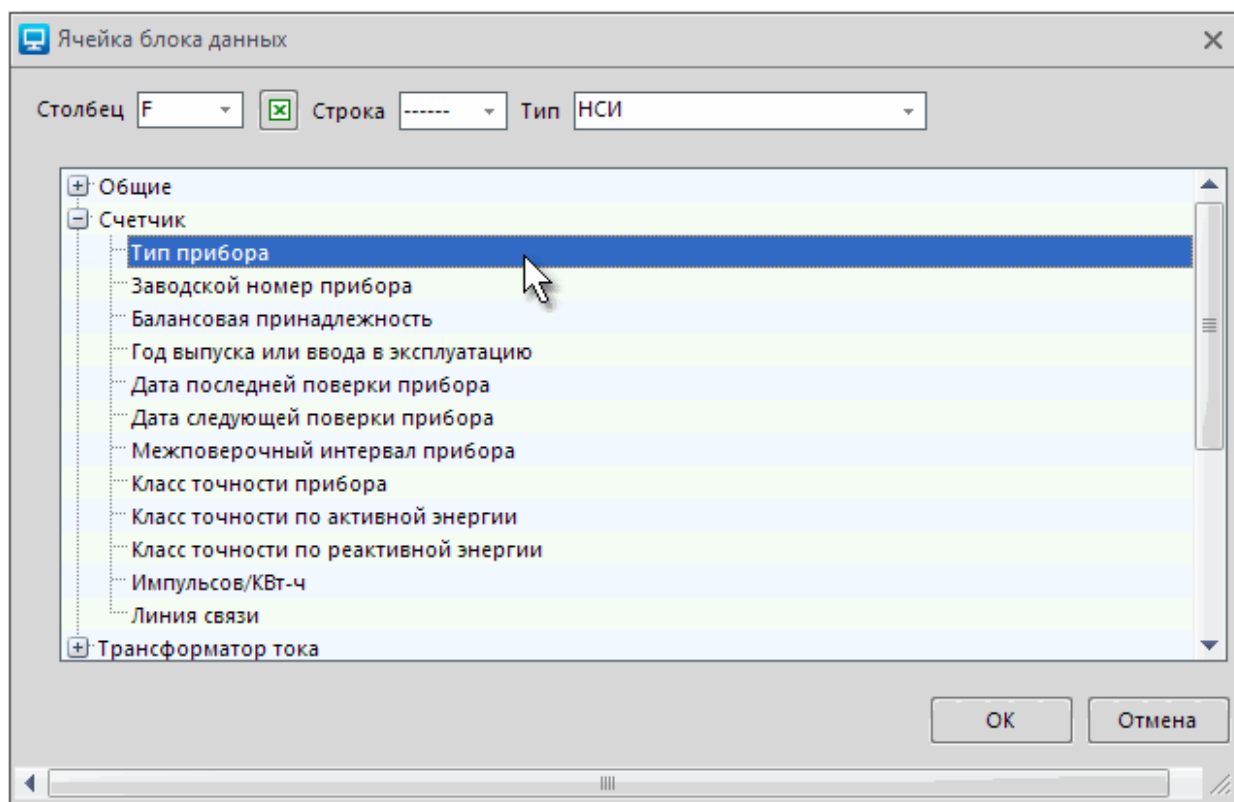 Ячейка блока данных
Столбец F Строка ------ Тип НСИ
Общие
Счетчик
Тип прибора
Заводской номер прибора
Балансовая принадлежность
Год выпуска или ввода в эксплуатацию
Дата последней поверки прибора
Дата следующей поверки прибора
Межповерочный интервал прибора
Класс точности прибора
Класс точности по активной энергии
Класс точности по реактивной энергии
Импульсов/КВт-ч
Линия связи
Трансформатор тока
ОК Отмена